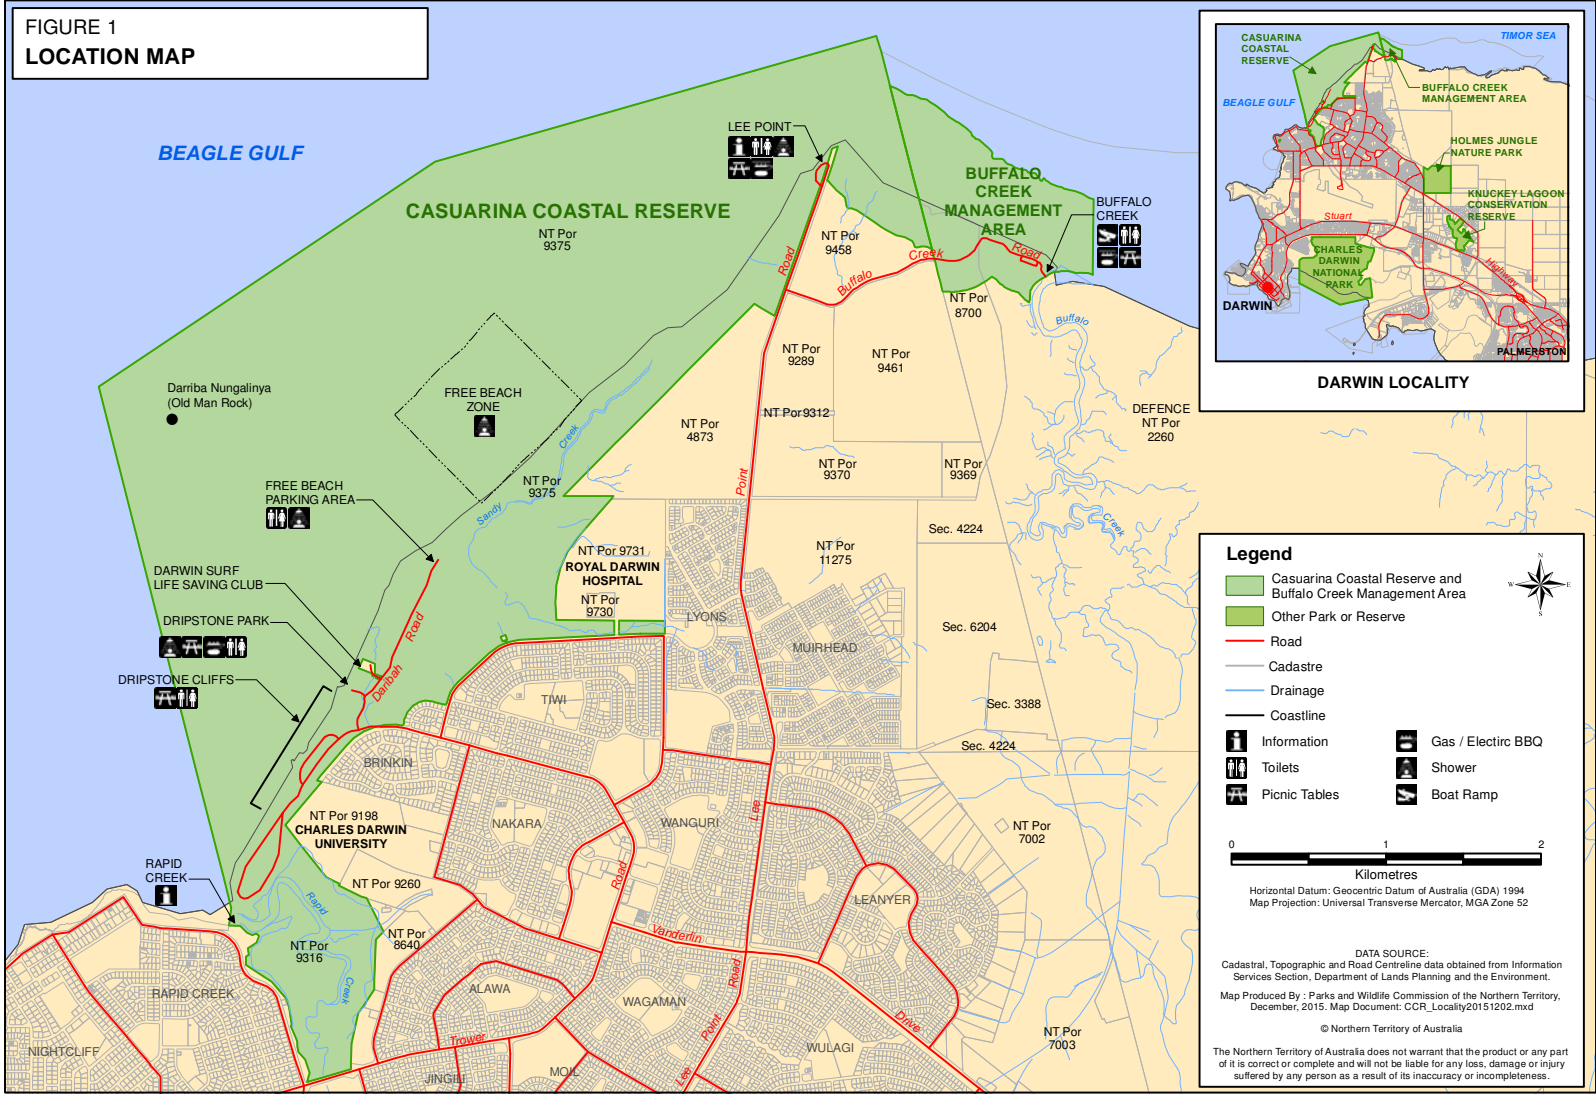 FIGURE 1
LOCATION MAP
BEAGLE GULF
CASUARINA COASTAL RESERVE
NT Por
9375
LEE POINT
BUFFALO
CREEK
MANAGEMENT
AREA
BUFFALO
CREEK
NT Por
9458
Road
Buffalo
Creek
Road
NT Por
8700
Buffalo
Creek
NT Por
9289
NT Por
9461
Darriba Nungalinya
(Old Man Rock)
FREE BEACH
ZONE
NT Por
4873
NT Por 9312
DEFENCE
NT Por
2260
Sandy
Creek
NT Por
9375
Point
NT Por
9370
NT Por
9369
FREE BEACH
PARKING AREA
Sec. 4224
NT Por
11275
NT Por 9731
ROYAL DARWIN
HOSPITAL
NT Por
9730
DARWIN SURF
LIFE SAVING CLUB
DRIPSTONE PARK
DRIPSTONE CLIFFS
Road
Daribah
LYONS
MUIRHEAD
Sec. 6204
Sec. 3388
Sec. 4224
TIWI
BRINKIN
NAKARA
WANGURI
Lee
NT Por
7002
NT Por 9198
CHARLES DARWIN
UNIVERSITY
RAPID
CREEK
NT Por 9260
Rapid
Creek
Road
LEANYER
NT Por
8640
NT Por
9316
Vanderlin
Drive
Road
Point
Lee
RAPID CREEK
ALAWA
WAGAMAN
NIGHTCLIFF
Trower
JINGILI
MOIL
WULAGI
NT Por
7003
CASUARINA
COASTAL
RESERVE
TIMOR SEA
BEAGLE GULF
BUFFALO CREEK
MANAGEMENT AREA
HOLMES JUNGLE
NATURE PARK
KNUCKEY LAGOON
CONSERVATION
RESERVE
Stuart
Highway
CHARLES
DARWIN
NATIONAL
PARK
DARWIN
PALMERSTON
DARWIN LOCALITY
Legend
N
W
E
S
Casuarina Coastal Reserve and
Buffalo Creek Management Area
Other Park or Reserve
Road
Cadastre
Drainage
Coastline
Information
Gas / Electirc BBQ
Toilets
Shower
Picnic Tables
Boat Ramp
0 1 2
Kilometres
Horizontal Datum: Geocentric Datum of Australia (GDA) 1994
Map Projection: Universal Transverse Mercator, MGA Zone 52
DATA SOURCE:
Cadastral, Topographic and Road Centreline data obtained from Information
Services Section, Department of Lands Planning and the Environment.
Map Produced By : Parks and Wildlife Commission of the Northern Territory,
December, 2015. Map Document: CCR_Locality20151202.mxd
© Northern Territory of Australia
The Northern Territory of Australia does not warrant that the product or any part
of it is correct or complete and will not be liable for any loss, damage or injury
suffered by any person as a result of its inaccuracy or incompleteness.